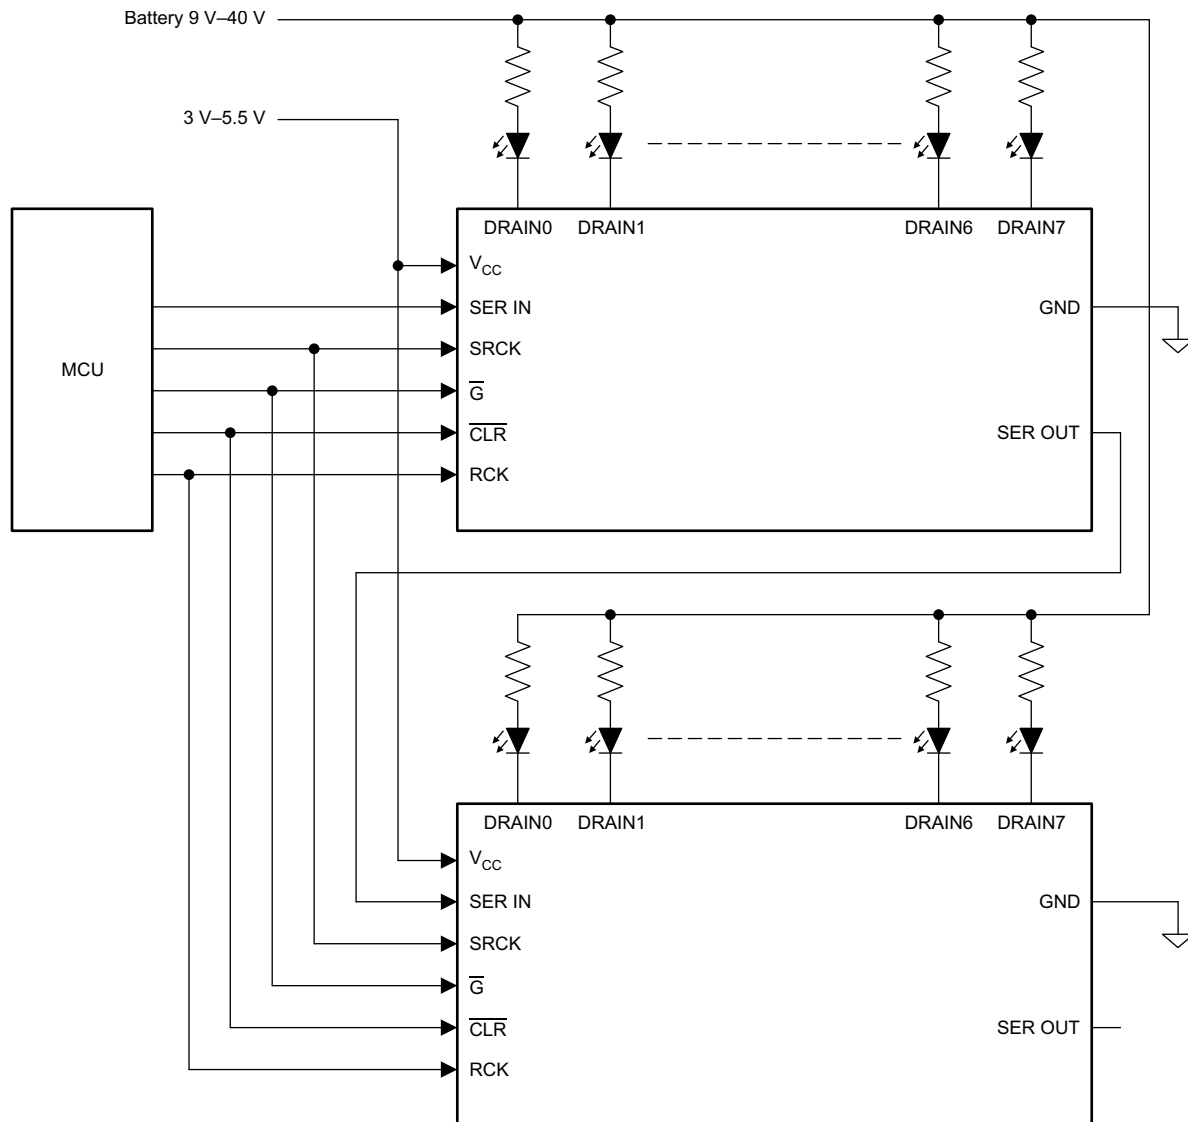 Battery 9 V–40 V
3 V–5.5 V
DRAIN0 DRAIN1 DRAIN6 DRAIN7
VCC
SER IN GND
SRCK
MCU
G
CLR SER OUT
RCK
DRAIN0 DRAIN1 DRAIN6 DRAIN7
VCC
SER IN GND
SRCK
G
CLR SER OUT
RCK